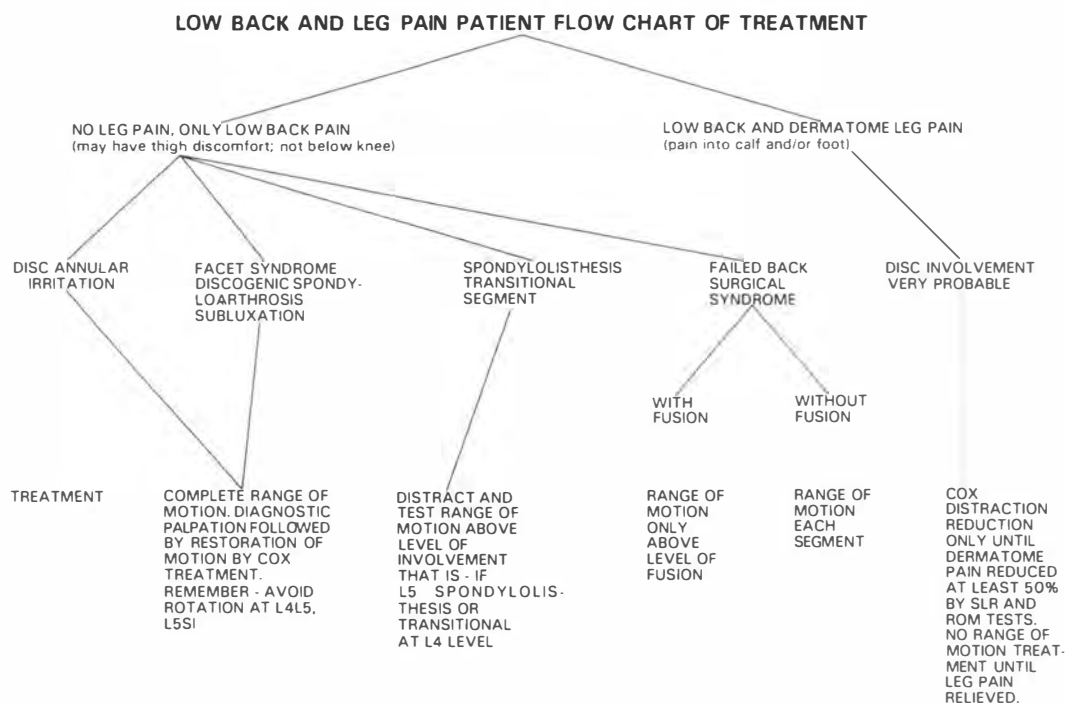 LOW BACK AND LEG PAIN PATIENT FLOW CHART OF TREATMENT
NO LEG PAIN, ONLY LOW BACK PAIN
(may have thigh discomfort; not below knee)
LOW BACK AND DERMATOME LEG PAIN
(pain into calf and/or foot)
DISC ANNULAR
IRRITATION
FACET SYNDROME
DISCOGENIC SPONDY-
LOARTHROSIS
SUBLUXATION
SPONDYLOLISTHESIS
TRANSITIONAL
SEGMENT
FAILED BACK
SURGICAL
SYNDROME
DISC INVOLVEMENT
VERY PROBABLE
WITH
FUSION
WITHOUT
FUSION
TREATMENT
COMPLETE RANGE OF
MOTION. DIAGNOSTIC
PALPATION FOLLOWED
BY RESTORATION OF
MOTION BY COX
TREATMENT.
REMEMBER - AVOID
ROTATION AT L4L5,
L5SI
DISTRACT AND
TEST RANGE OF
MOTION ABOVE
LEVEL OF
INVOLVEMENT
THAT IS - IF
L5 SPONDYLOLIS-
THESIS OR
TRANSITIONAL
AT L4 LEVEL
RANGE OF
MOTION
ONLY
ABOVE
LEVEL OF
FUSION
RANGE OF
MOTION
EACH
SEGMENT
COX
DISTRACTION
REDUCTION
ONLY UNTIL
DERMATOME
PAIN REDUCED
AT LEAST 50%
BY SLR AND
ROM TESTS.
NO RANGE OF
MOTION TREAT-
MENT UNTIL
LEG PAIN
RELIEVED.